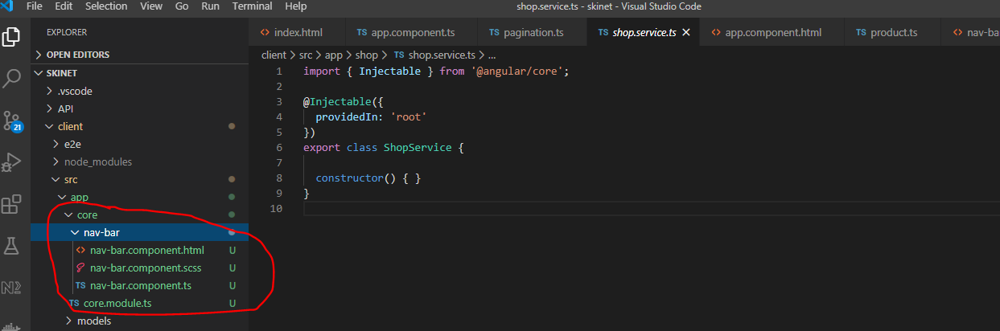 File Edit Selection View Go Run Terminal Help
shop.service.ts - skinet - Visual Studio Code
EXPLORER
OPEN EDITORS
SKINET
.vscode
API
client
e2e
node_modules
src
app
core
nav-bar
<> nav-bar.component.html U
nav-bar.component.scss U
TS nav-bar.component.ts U
TS core.module.ts U
models
21
<> index.html
TS app.component.ts
TS pagination.ts
TS shop.service.ts ×
<> app.component.html
TS product.ts
<> nav-ba
client > src > app > shop > TS shop.service.ts > ...
1 import { Injectable } from '@angular/core';
2
3 @Injectable({
4 providedIn: 'root'
5 })
6 export class ShopService {
7
8 constructor() { }
9 }
10